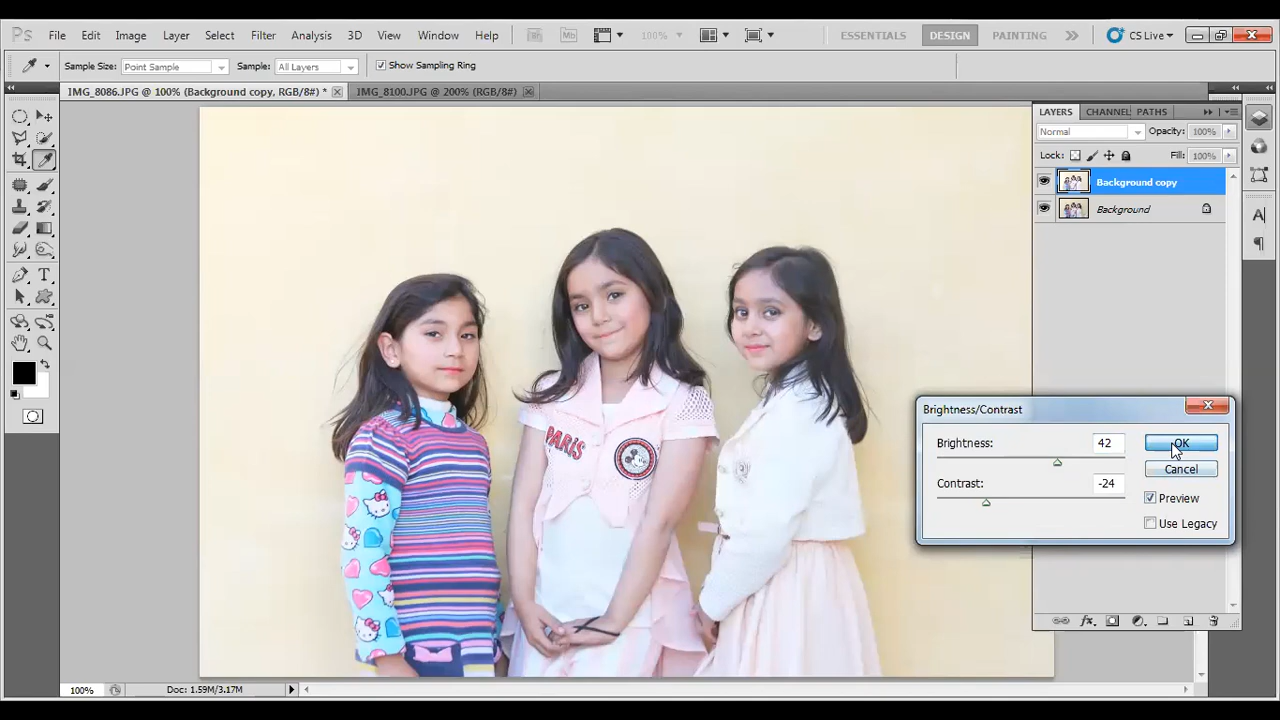 Ps File Edit Image Layer Select Filter Analysis 3D View Window Help Br Mb 100% ESSENTIALS DESIGN PAINTING CS Live
Sample Size: Point Sample Sample: All Layers Show Sampling Ring
IMG_8086.JPG @ 100% (Background copy, RGB/8#) * IMG_8100.JPG @ 200% (RGB/8#)
LAYERS CHANNEL PATHS
Normal Opacity: 100%
Lock: Fill: 100%
Background copy
Background
PARIS
Brightness/Contrast
Brightness: 42 OK
Cancel
Contrast: -24
Preview
Use Legacy
100% Doc: 1.59M/3.17M